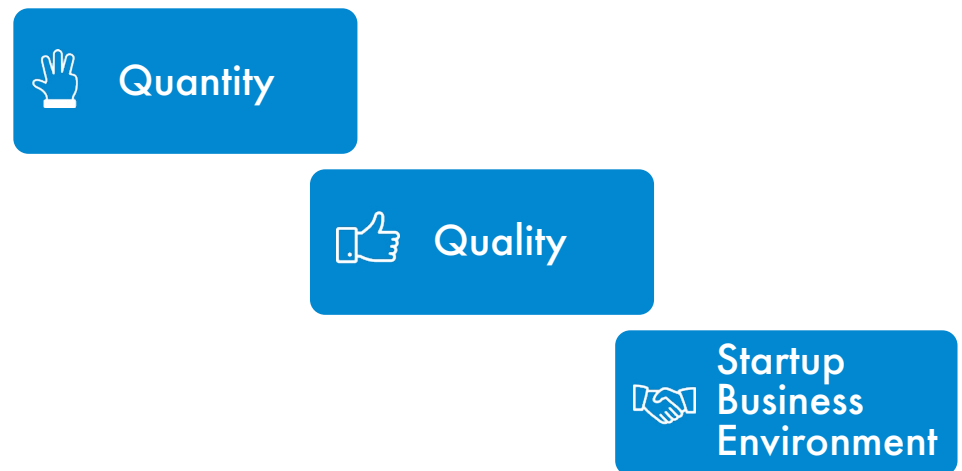 Quantity
Quality
Startup
Business
Environment